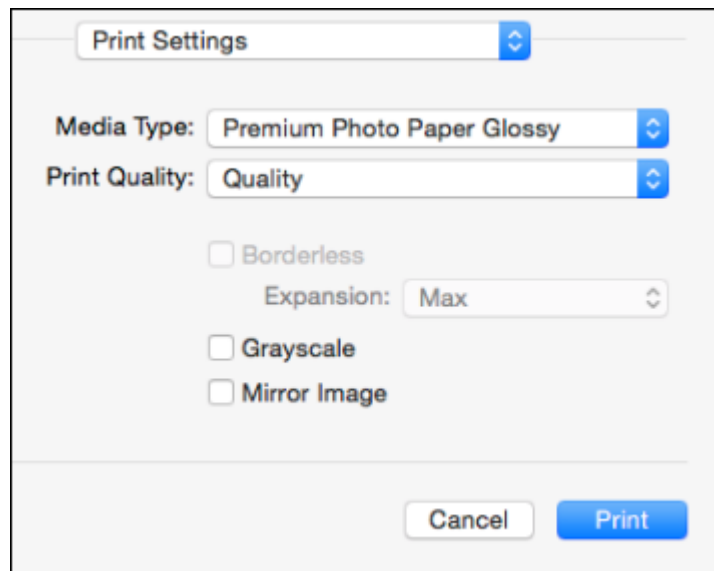 Print Settings
Media Type: Premium Photo Paper Glossy
Print Quality: Quality
Borderless
Expansion: Max
Grayscale
Mirror Image
Cancel Print